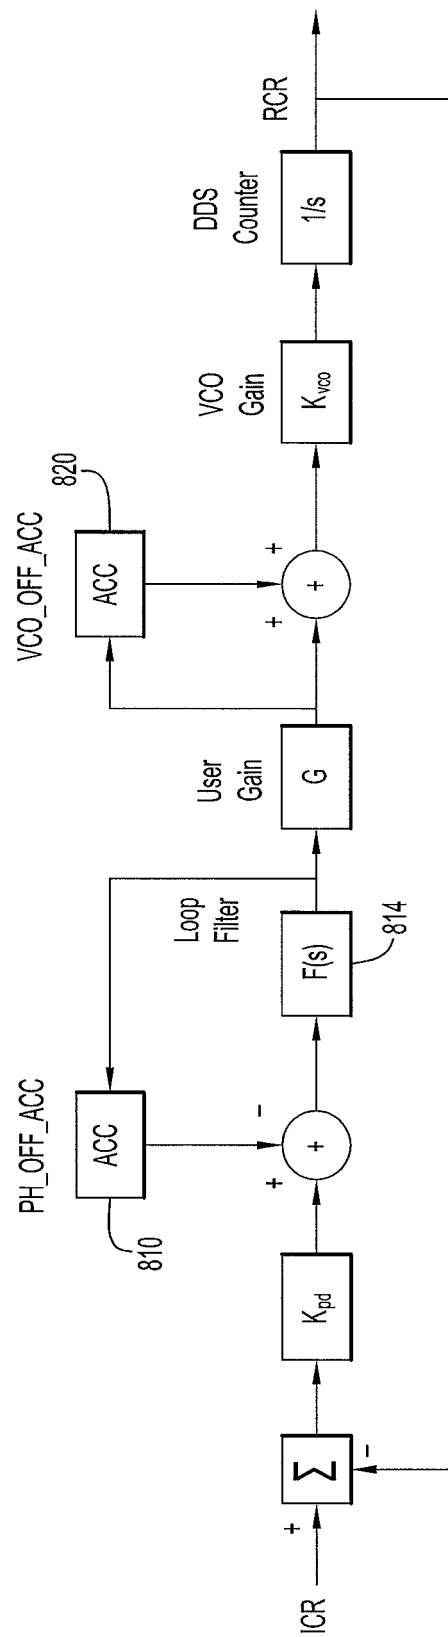 ICR
+
Σ
-
K_pd
PH_OFF_ACC
ACC
810
+
-
+
Loop
Filter
F(s)
814
User
Gain
G
VCO_OFF_ACC
ACC
820
+
+
+
VCO
Gain
K_vco
DDS
Counter
1/s
RCR